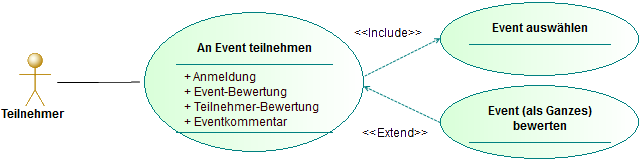 Teilnehmer
An Event teilnehmen
+ Anmeldung
+ Event-Bewertung
+ Teilnehmer-Bewertung
+ Eventkommentar
<<Include>>
Event auswählen
<<Extend>>
Event (als Ganzes)
bewerten